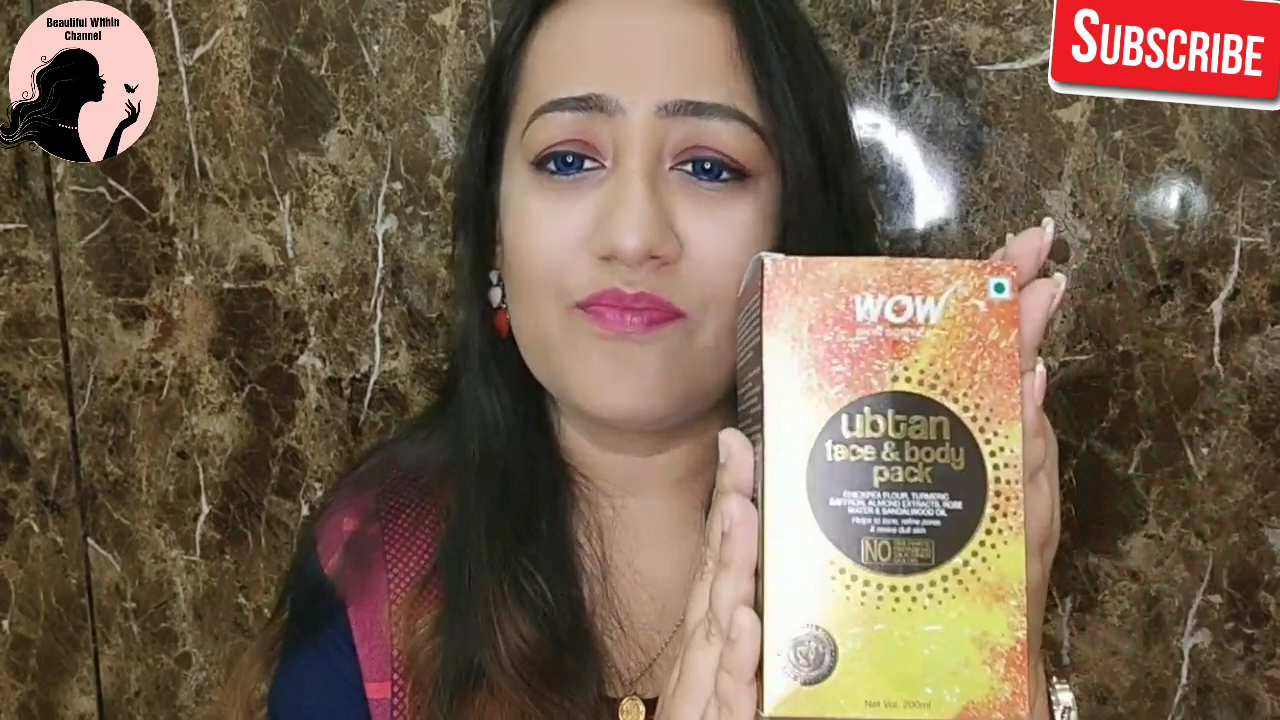 Beautiful Within
Channel
SUBSCRIBE
WOW
ubtan
face & body
pack
CHICKPEA FLOUR, TURMERIC
SAFFRON, ALMOND EXTRACTS, ROSE
WATER & SANDALWOOD OIL
Helps to tone, refine pores
& revive dull skin
NO
Net Vol. 200ml